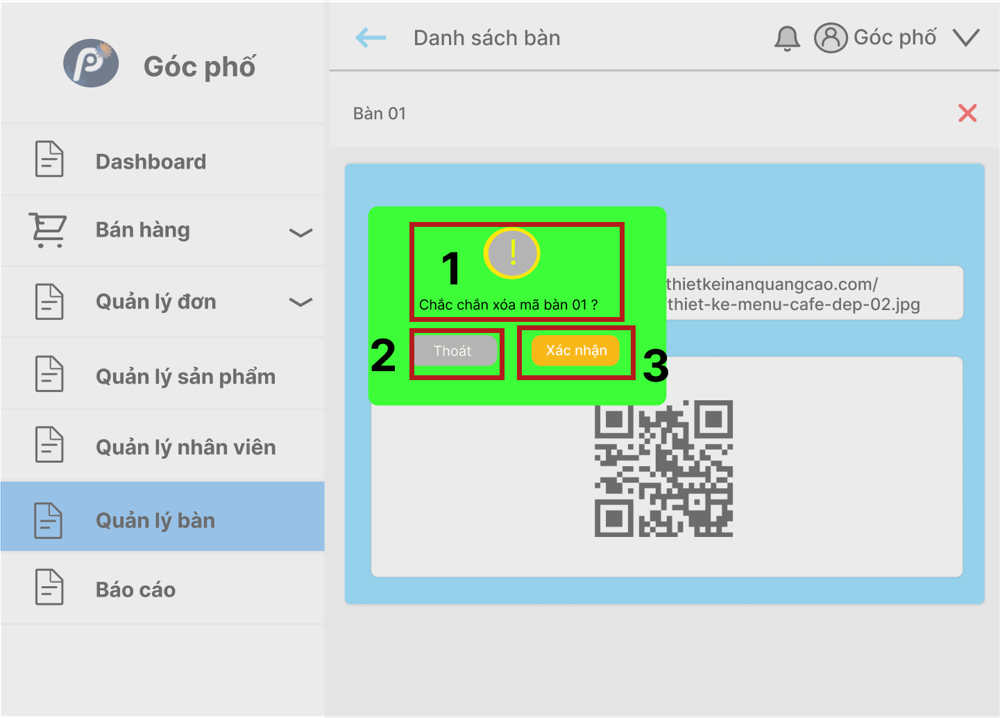 Góc phố
Dashboard
Bán hàng
Quản lý đơn
Quản lý sản phẩm
Quản lý nhân viên
Quản lý bàn
Báo cáo
Danh sách bàn
Góc phố
Bàn 01
1
!
Chắc chắn xóa mã bàn 01 ?
2
Thoát
Xác nhận
3
thietkeinanquangcao.com/
/thiet-ke-menu-cafe-dep-02.jpg